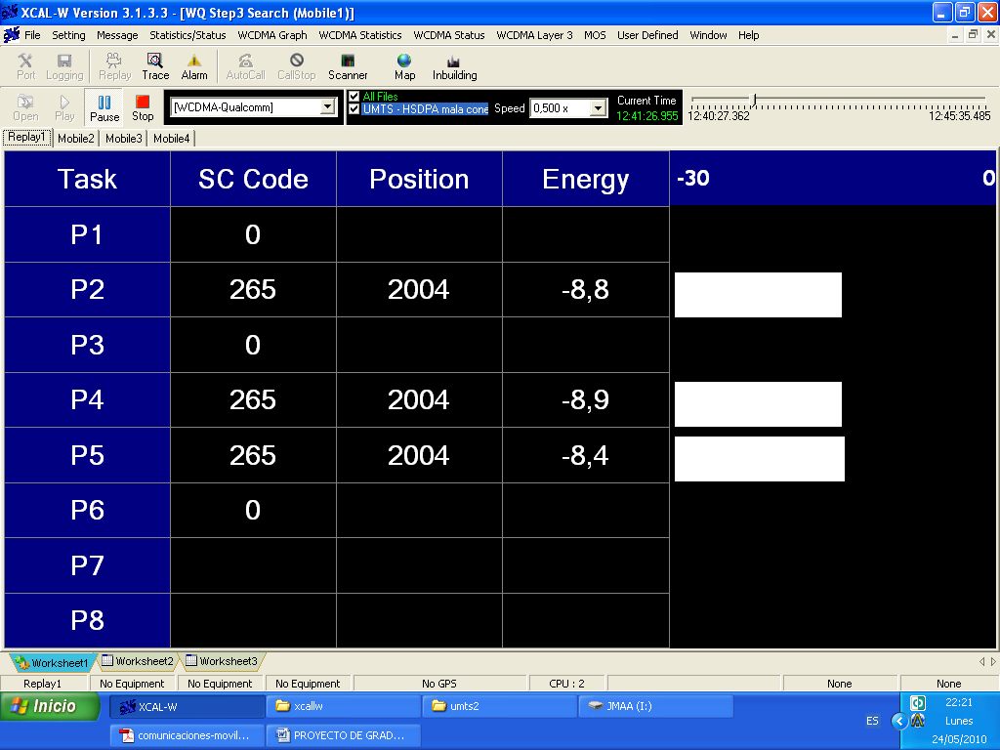 XCAL-W Version 3.1.3.3 - [WQ Step3 Search (Mobile1)]
File Setting Message Statistics/Status WCDMA Graph WCDMA Statistics WCDMA Status WCDMA Layer 3 MOS User Defined Window Help
Port Logging Replay Trace Alarm AutoCall CallStop Scanner Map Inbuilding
Open Play Pause Stop [WCDMA-Qualcomm]
All Files
UMTS - HSDPA mala cone
Speed 0,500 x
Current Time
12:41:26.955
12:40:27.362 12:45:35.485
Replay1 Mobile2 Mobile3 Mobile4
Task SC Code Position Energy -30 0
P1 0
P2 265 2004 -8,8
P3 0
P4 265 2004 -8,9
P5 265 2004 -8,4
P6 0
P7
P8
Worksheet1 Worksheet2 Worksheet3
Replay1 No Equipment No Equipment No Equipment No GPS CPU : 2 None None
Inicio XCAL-W xcallw umts2 JMAA (I:)
comunicaciones-movil... PROYECTO DE GRAD...
ES
22:21
Lunes
24/05/2010